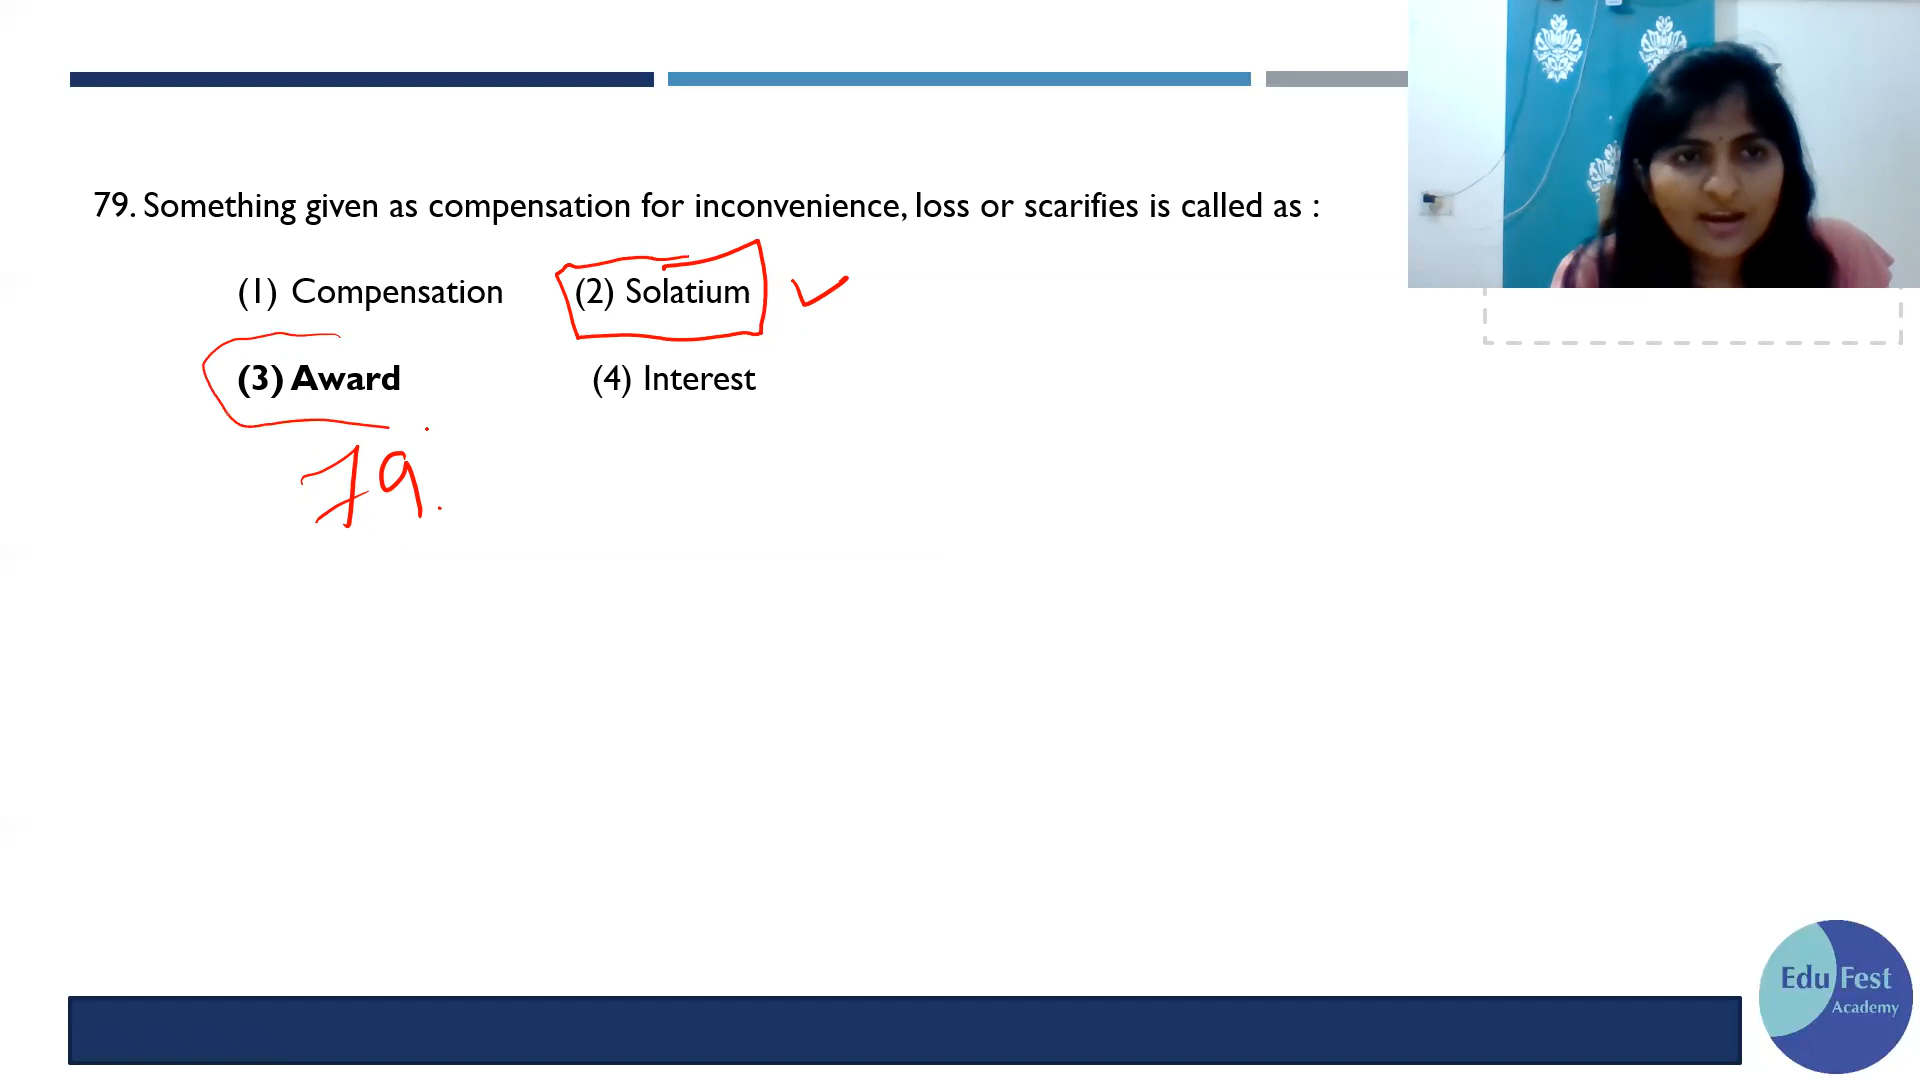 79. Something given as compensation for inconvenience, loss or scarifies is called as :
(1) Compensation (2) Solatium
(3) Award (4) Interest
79.
Edu Fest
Academy